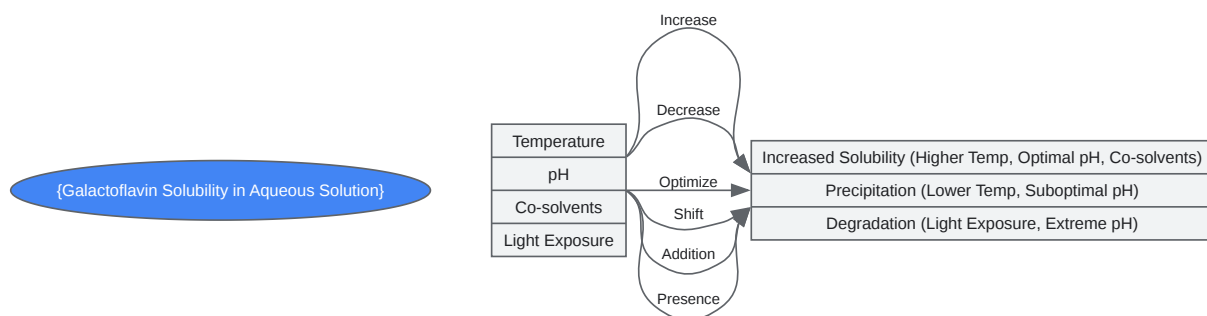 {Galactoflavin Solubility in Aqueous Solution}
Temperature
pH
Co-solvents
Light Exposure
Increase
Decrease
Optimize
Shift
Addition
Presence
Increased Solubility (Higher Temp, Optimal pH, Co-solvents)
Precipitation (Lower Temp, Suboptimal pH)
Degradation (Light Exposure, Extreme pH)